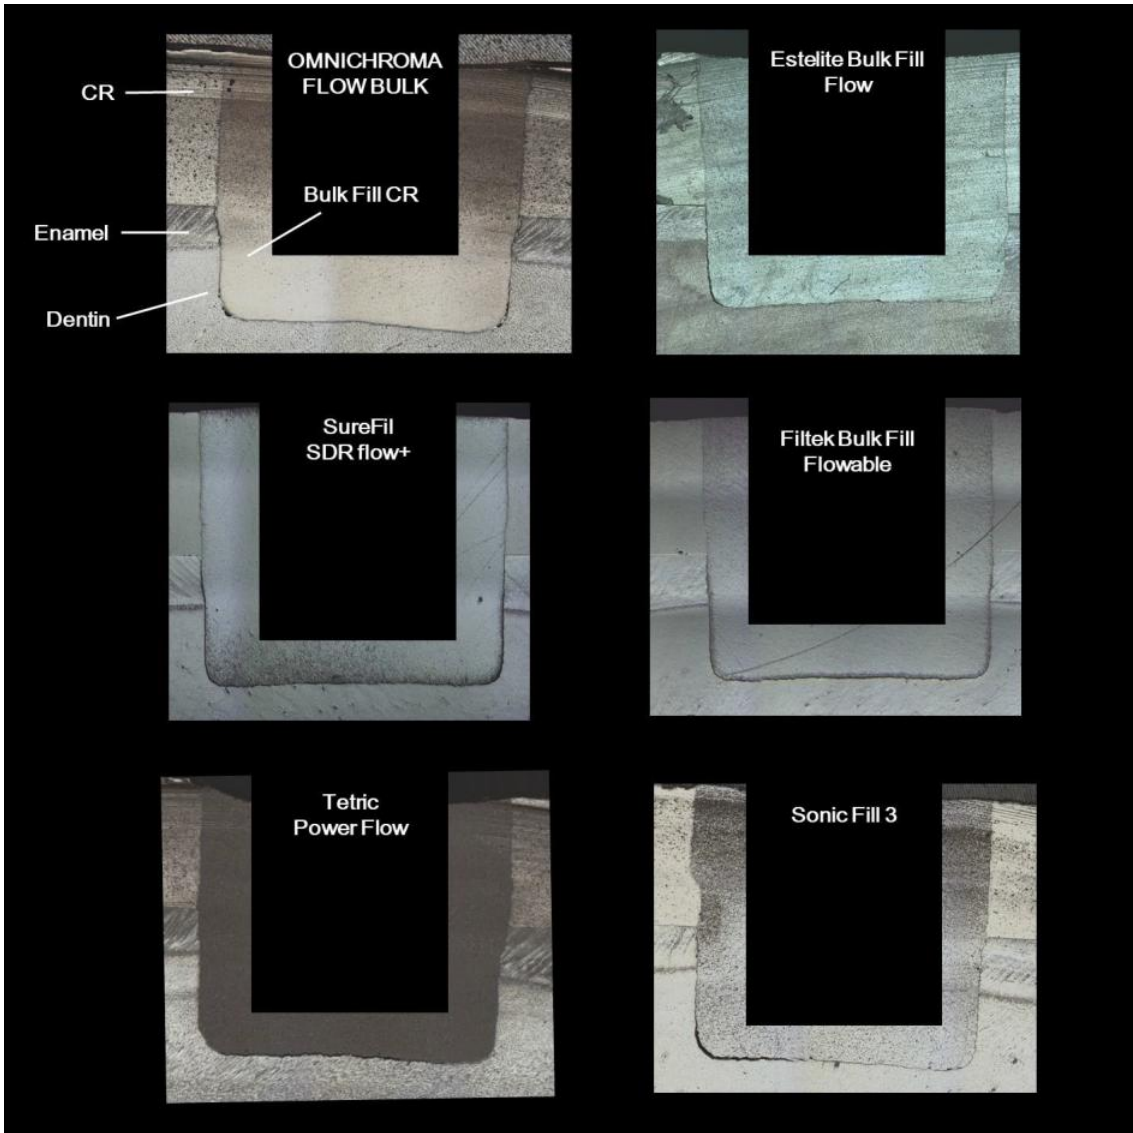 OMNICHROMA
FLOW BULK
CR
Bulk Fill CR
Enamel
Dentin
Estelite Bulk Fill
Flow
SureFil
SDR flow+
Filtek Bulk Fill
Flowable
Tetric
Power Flow
Sonic Fill 3